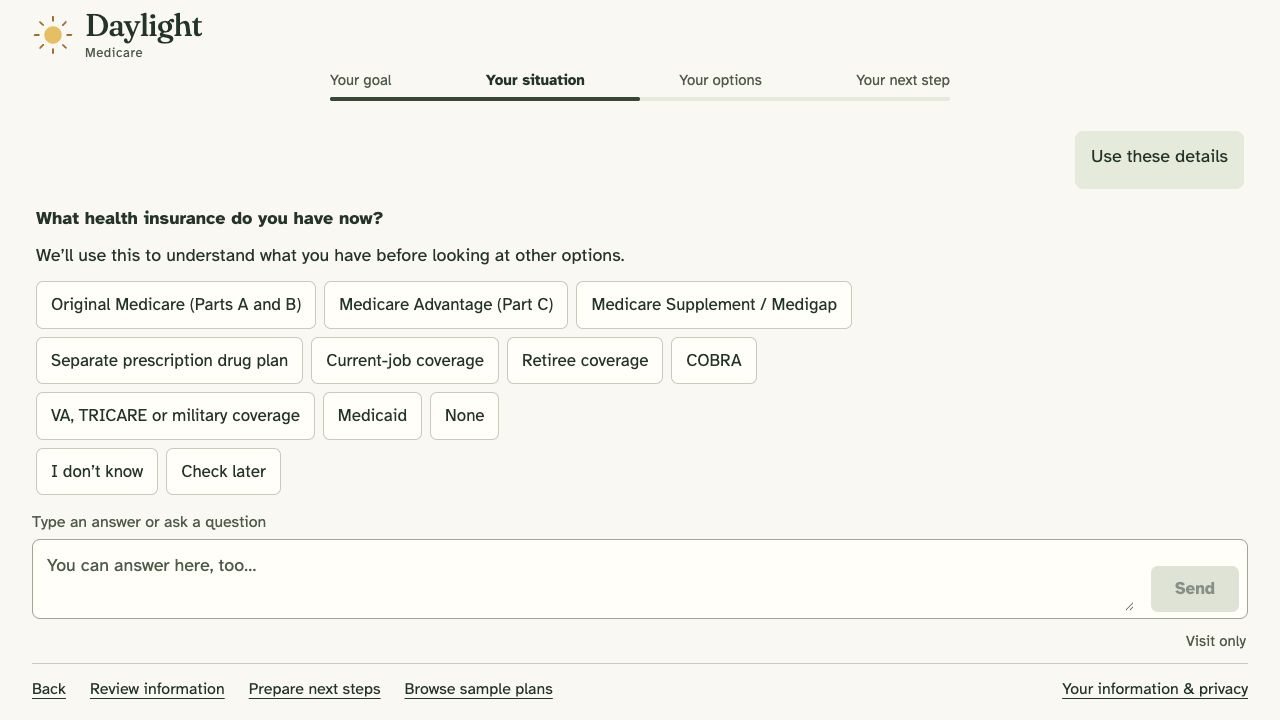 Daylight
Medicare
Your goal
Your situation
Your options
Your next step
Use these details
What health insurance do you have now?
We’ll use this to understand what you have before looking at other options.
Original Medicare (Parts A and B)
Medicare Advantage (Part C)
Medicare Supplement / Medigap
Separate prescription drug plan
Current-job coverage
Retiree coverage
COBRA
VA, TRICARE or military coverage
Medicaid
None
I don’t know
Check later
Type an answer or ask a question
You can answer here, too...
Send
Visit only
Back
Review information
Prepare next steps
Browse sample plans
Your information & privacy